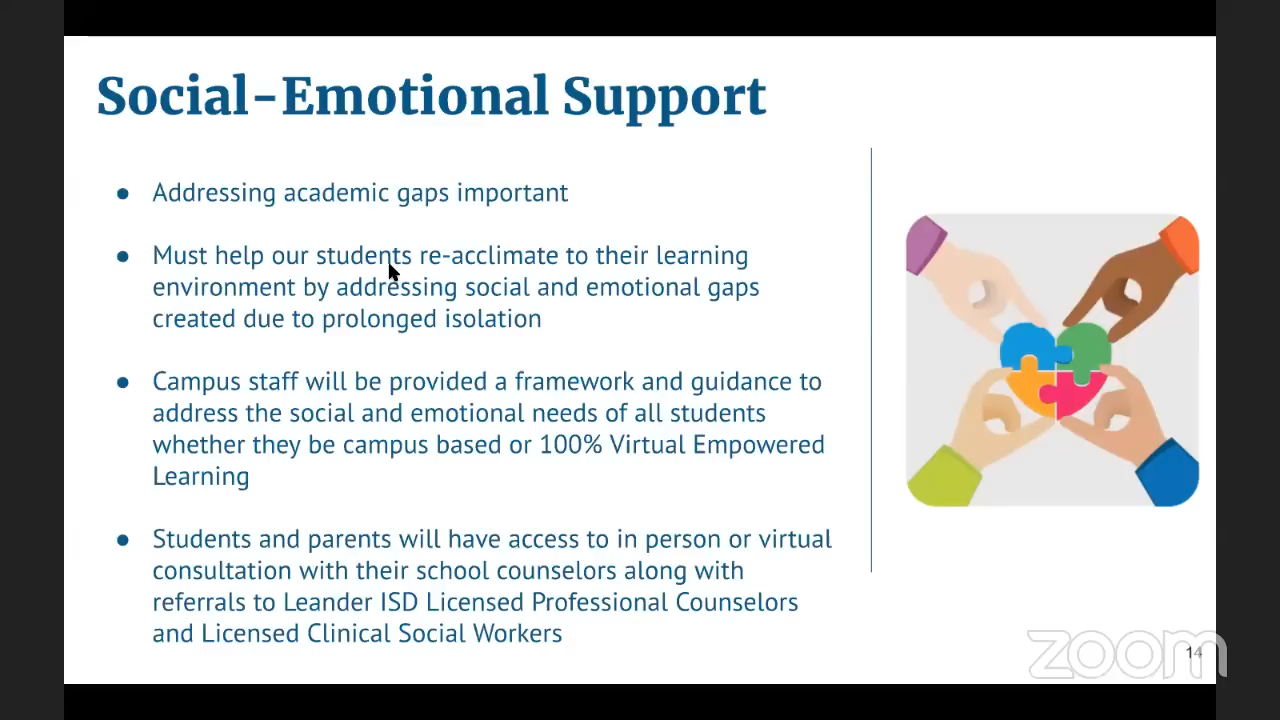 Social-Emotional Support
● Addressing academic gaps important
● Must help our students re-acclimate to their learning
environment by addressing social and emotional gaps
created due to prolonged isolation
● Campus staff will be provided a framework and guidance to
address the social and emotional needs of all students
whether they be campus based or 100% Virtual Empowered
Learning
● Students and parents will have access to in person or virtual
consultation with their school counselors along with
referrals to Leander ISD Licensed Professional Counselors
and Licensed Clinical Social Workers
zoom
14